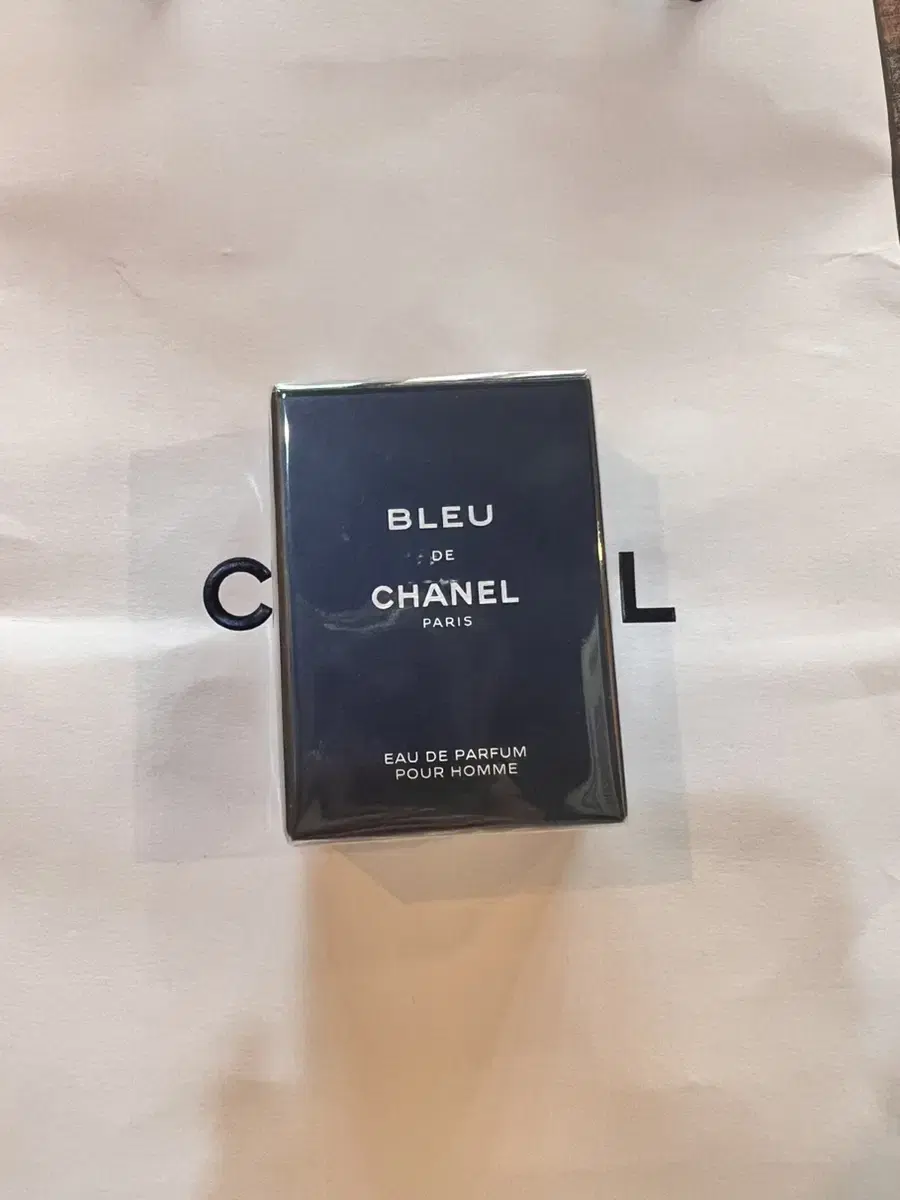 BLEU
DE
CHANEL
PARIS
C L
EAU DE PARFUM
POUR HOMME